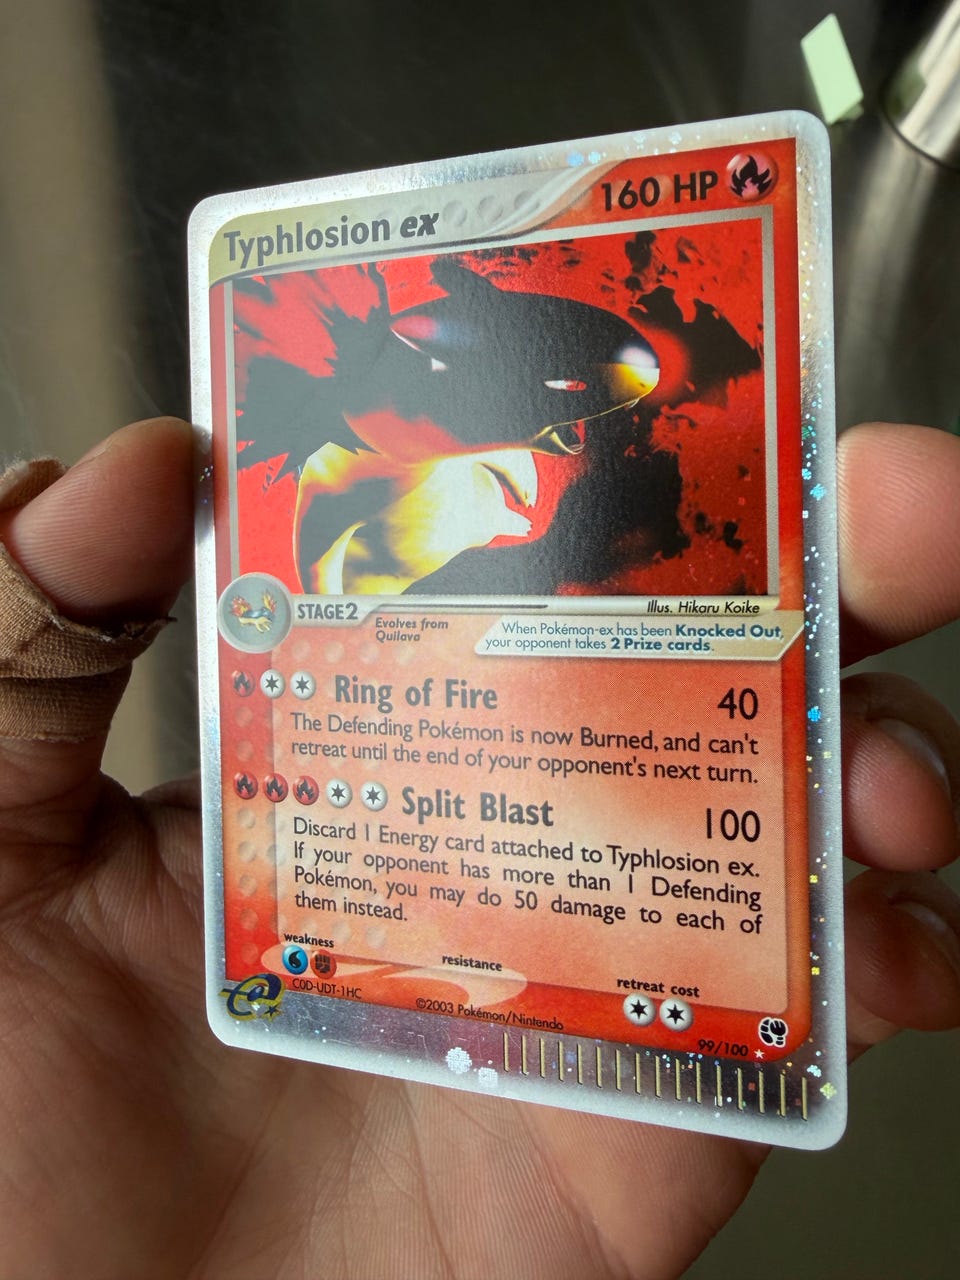 Typhlosion ex
160 HP
STAGE2
Evolves from
Quilava
Illus. Hikaru Koike
When Pokémon-ex has been Knocked Out,
your opponent takes 2 Prize cards.
Ring of Fire 40
The Defending Pokémon is now Burned, and can't
retreat until the end of your opponent's next turn.
Split Blast 100
Discard 1 Energy card attached to Typhlosion ex.
If your opponent has more than 1 Defending
Pokémon, you may do 50 damage to each of
them instead.
weakness
resistance
retreat cost
e
C0D-UDT-1HC
©2003 Pokémon/Nintendo
99/100 ★